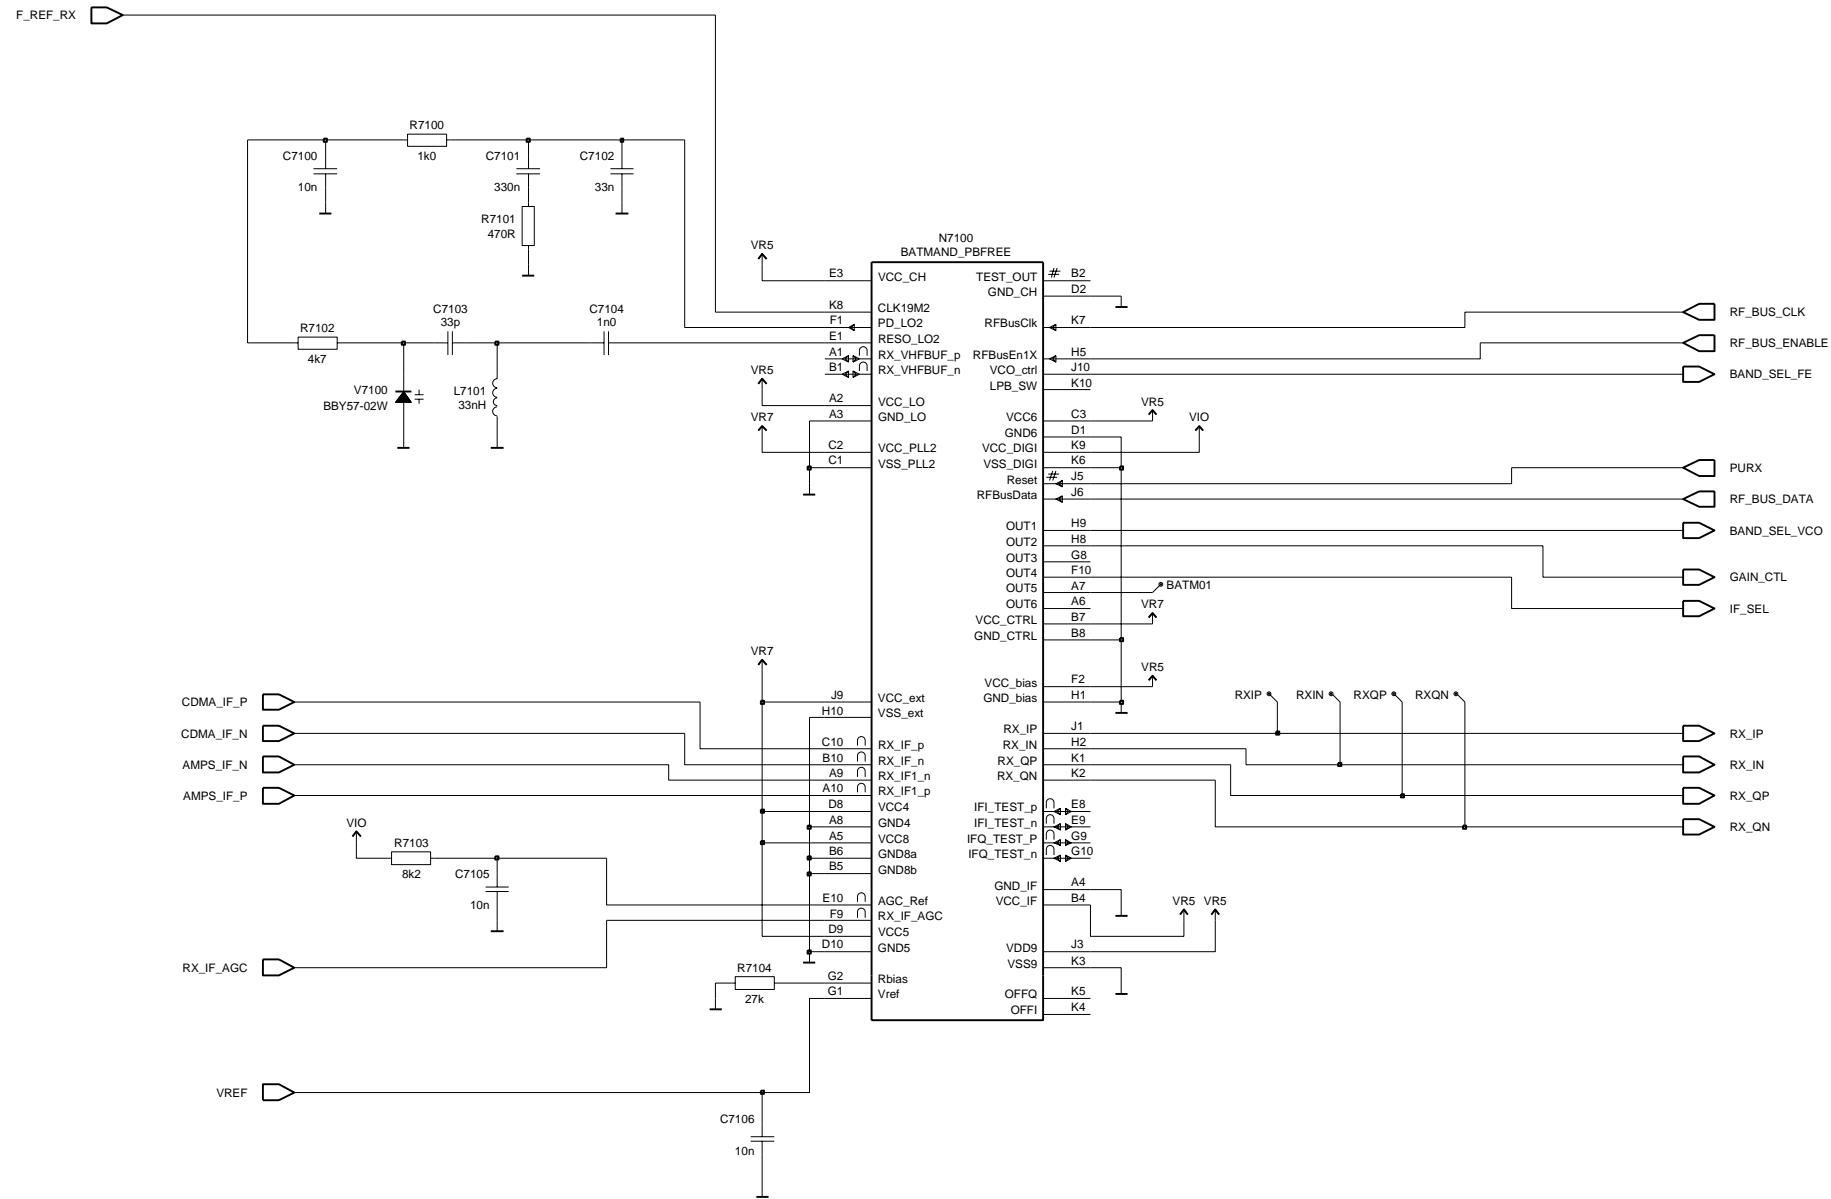 F_REF_RX
R7100
1k0
C7100
10n
C7101
330n
C7102
33n
R7101
470R
R7102
4k7
C7103
33p
C7104
1n0
V7100
BBY57-02W
L7101
33nH
N7100
BATMAND_PBFREE
VR5
E3 VCC_CH
K8 CLK19M2
F1 PD_LO2
E1 RESO_LO2
A1 RX_VHFBUF_p
B1 RX_VHFBUF_n
VR5
A2 VCC_LO
A3 GND_LO
VR7
C2 VCC_PLL2
C1 VSS_PLL2
VR7
J9 VCC_ext
H10 VSS_ext
C10 RX_IF_p
B10 RX_IF_n
A9 RX_IF1_n
A10 RX_IF1_p
D8 VCC4
A8 GND4
A5 VCC8
B6 GND8a
B5 GND8b
E10 AGC_Ref
F9 RX_IF_AGC
D9 VCC5
D10 GND5
G2 Rbias
G1 Vref
CDMA_IF_P
CDMA_IF_N
AMPS_IF_N
AMPS_IF_P
VIO
R7103
8k2
C7105
10n
RX_IF_AGC
R7104
27k
VREF
C7106
10n
TEST_OUT # B2
GND_CH D2
RFBusClk K7
RFBusEn1X H5
VCO_ctrl J10
LPB_SW K10
VCC6 C3
VR5
GND6 D1
VCC_DIGI K9
VIO
VSS_DIGI K6
Reset # J5
RFBusData J6
OUT1 H9
OUT2 H8
OUT3 G8
OUT4 F10
OUT5 A7
BATM01
OUT6 A6
VCC_CTRL B7
VR7
GND_CTRL B8
VCC_bias F2
VR5
GND_bias H1
RX_IP J1
RX_IN H2
RX_QP K1
RX_QN K2
IFI_TEST_p E8
IFI_TEST_n E9
IFQ_TEST_P G9
IFQ_TEST_n G10
GND_IF A4
VCC_IF B4
VR5 VR5
VDD9 J3
VSS9 K3
OFFQ K5
OFFI K4
RXIP RXIN RXQP RXQN
RF_BUS_CLK
RF_BUS_ENABLE
BAND_SEL_FE
PURX
RF_BUS_DATA
BAND_SEL_VCO
GAIN_CTL
IF_SEL
RX_IP
RX_IN
RX_QP
RX_QN